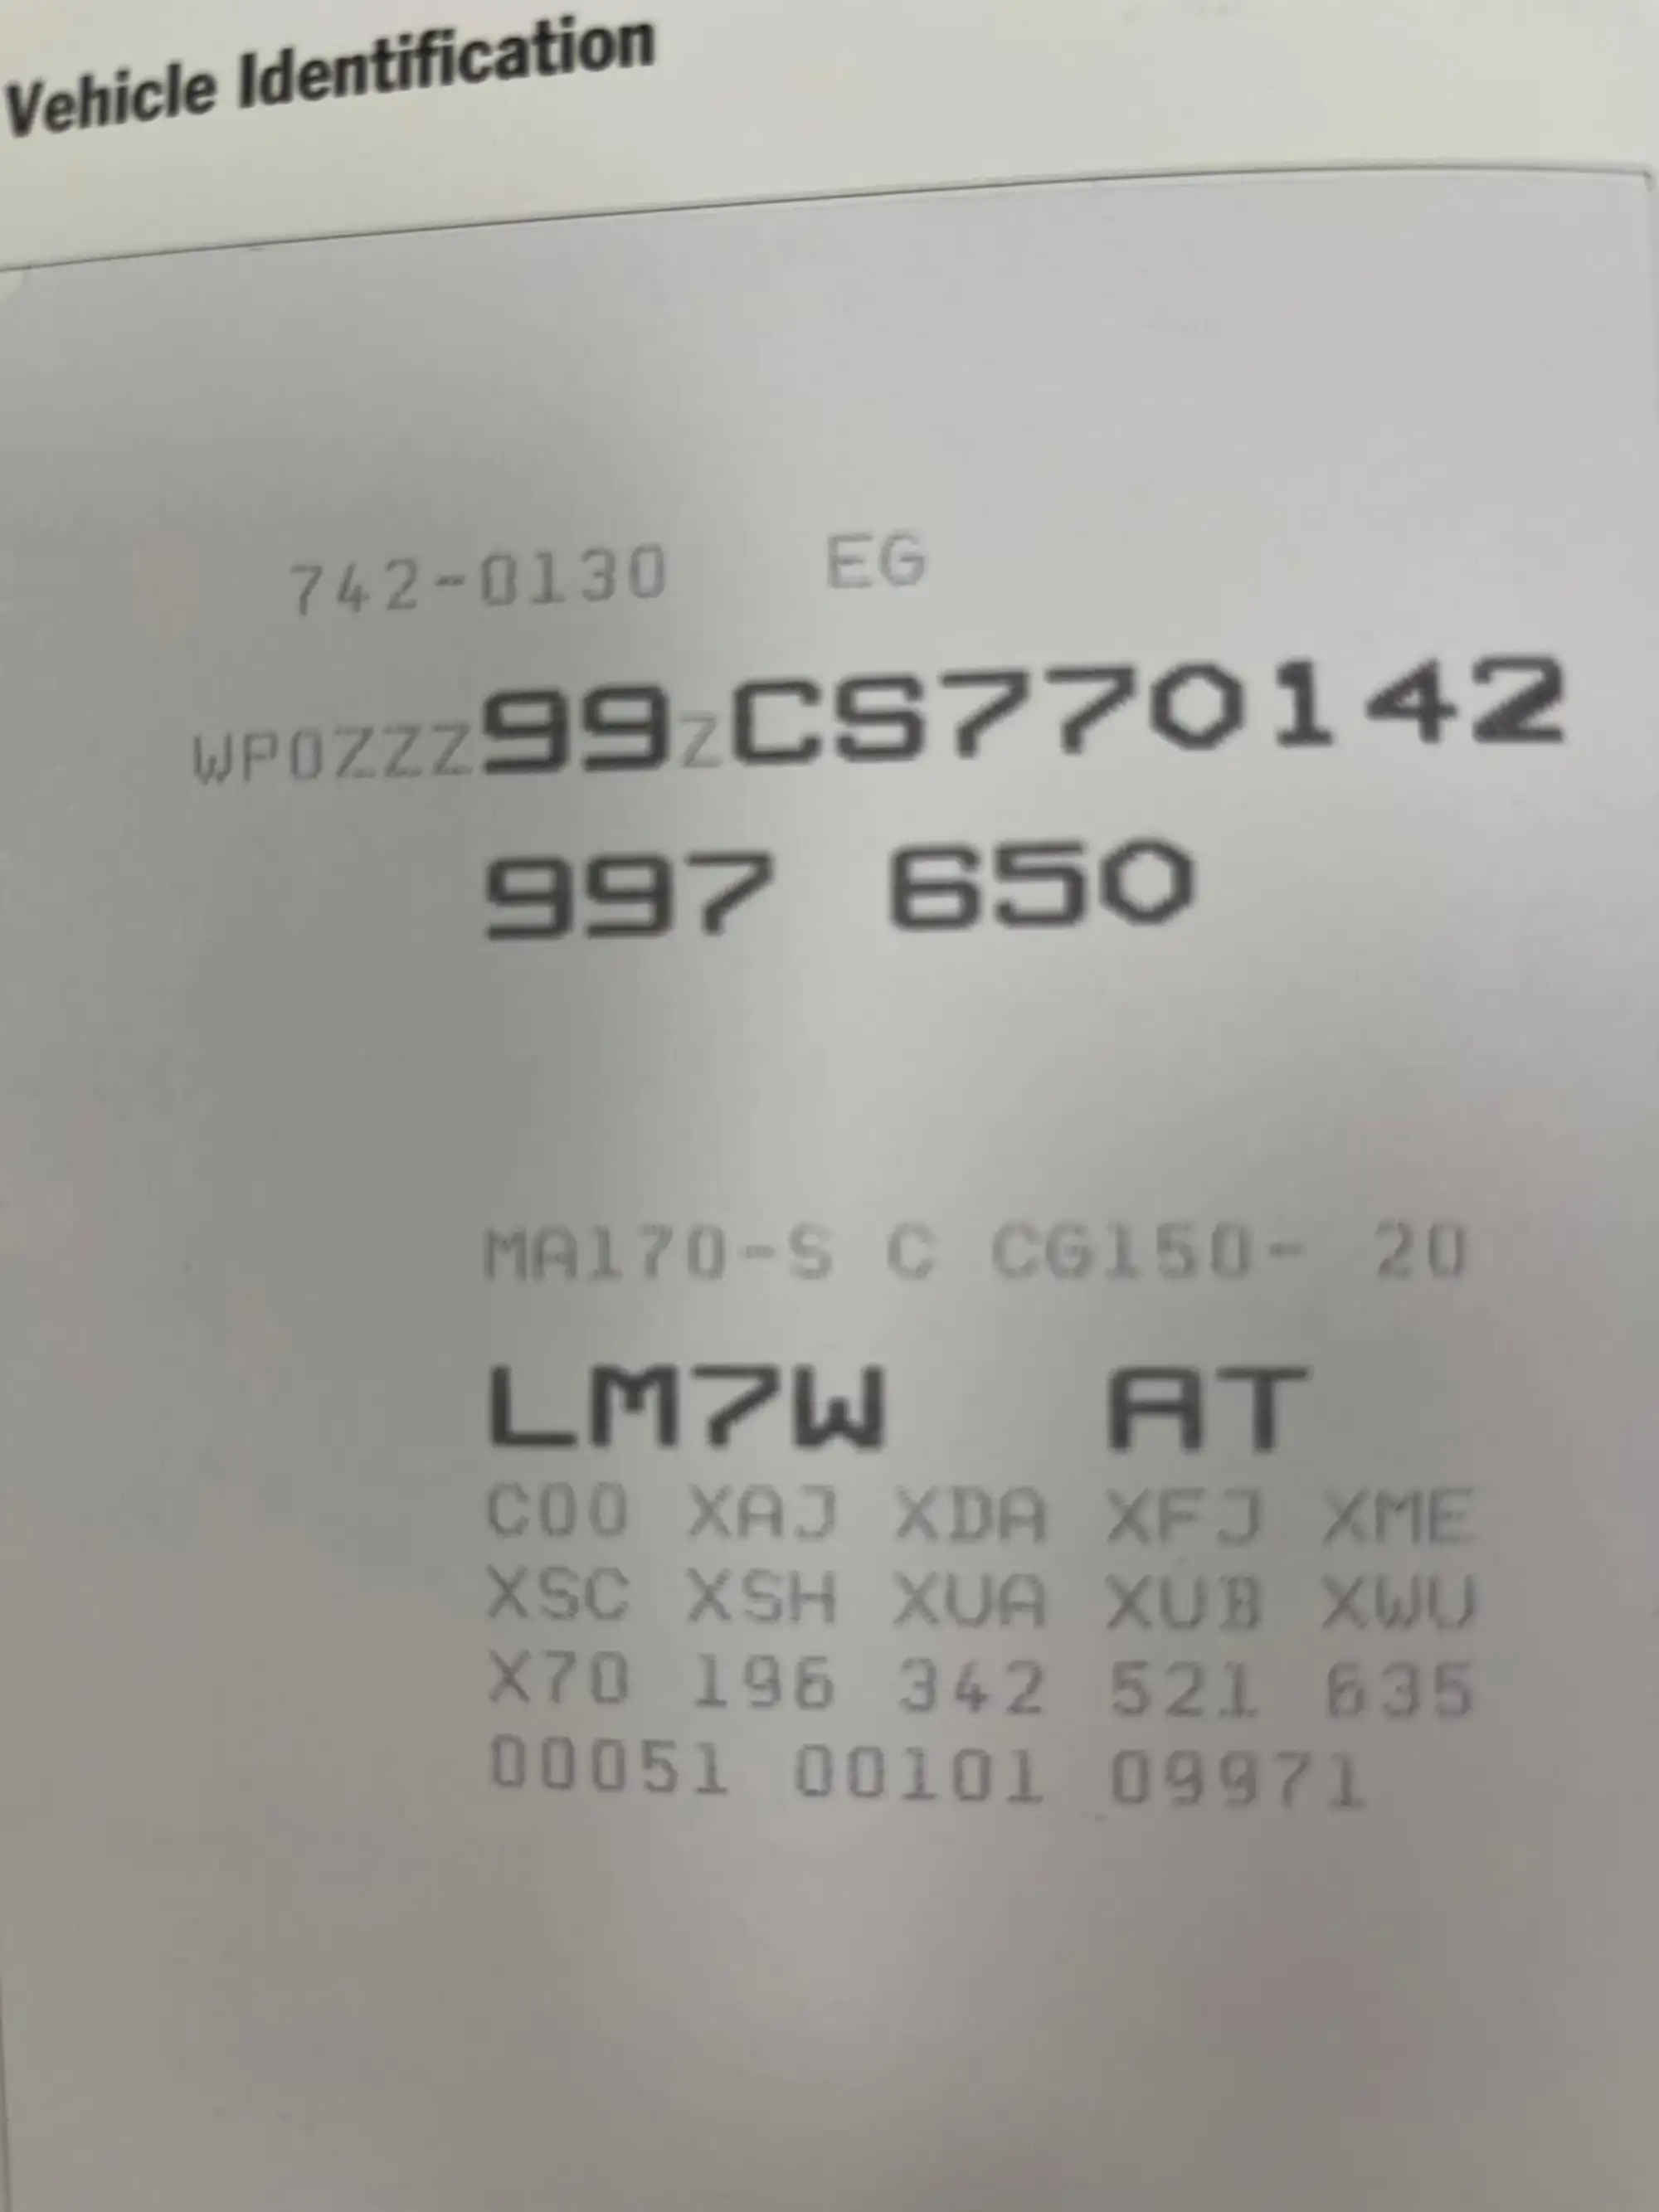 Vehicle Identification
742-0130 EG
WP0ZZZ99ZCS770142
997 650
MA170-S C CG150- 20
LM7W AT
C00 XAJ XDA XFJ XME
XSC XSH XUA XUB XWU
X70 196 342 521 635
00051 00101 09971